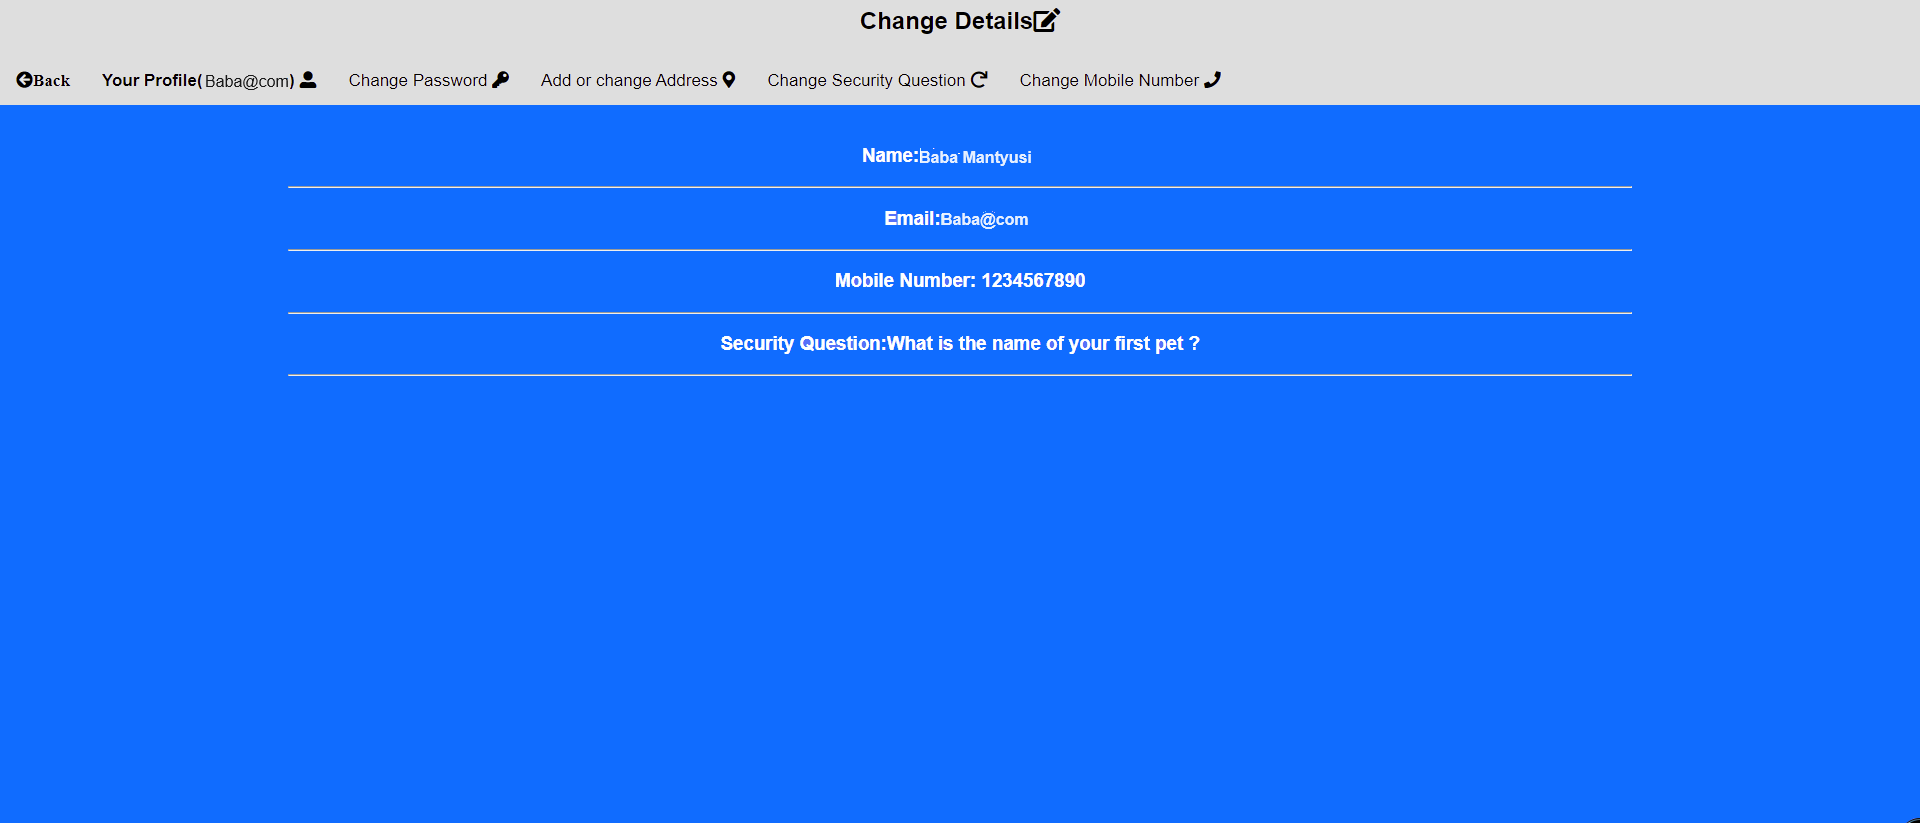 Change Details
Back Your Profile(Baba@com) Change Password Add or change Address Change Security Question Change Mobile Number
Name:Baba Mantyusi
Email:Baba@com
Mobile Number: 1234567890
Security Question:What is the name of your first pet ?